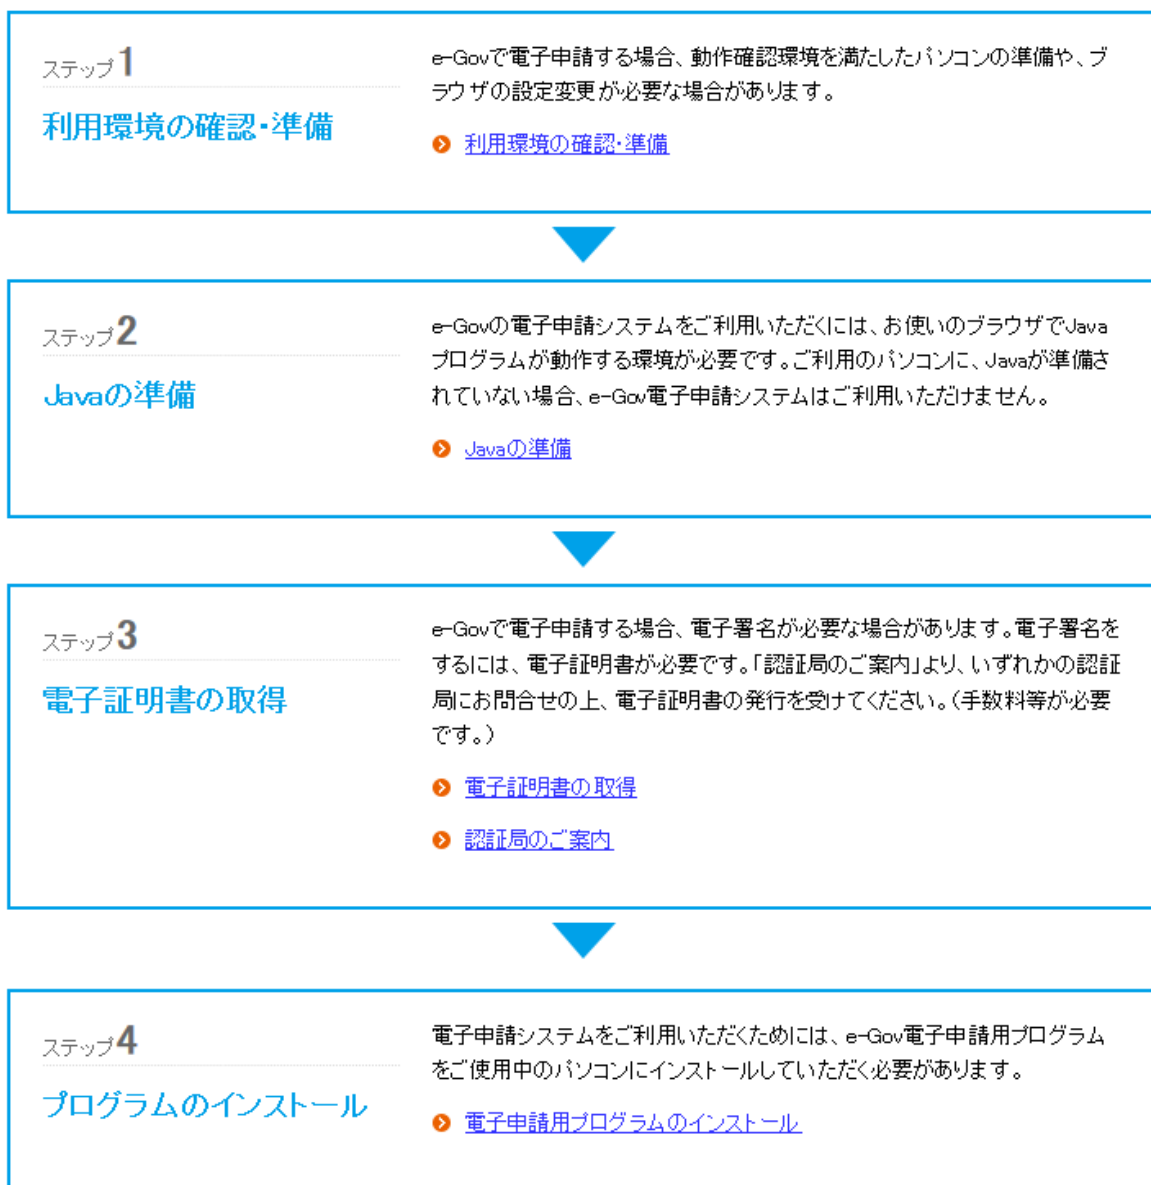 ステップ1
利用環境の確認・準備
e-Govで電子申請する場合、動作確認環境を満たしたパソコンの準備や、ブ
ラウザの設定変更が必要な場合があります。
利用環境の確認・準備
ステップ2
Javaの準備
e-Govの電子申請システムをご利用いただくには、お使いのブラウザでJava
プログラムが動作する環境が必要です。ご利用のパソコンに、Javaが準備さ
れていない場合、e-Gov電子申請システムはご利用いただけません。
Javaの準備
ステップ3
電子証明書の取得
e-Govで電子申請する場合、電子署名が必要な場合があります。電子署名を
するには、電子証明書が必要です。「認証局のご案内」より、いずれかの認証
局にお問合せの上、電子証明書の発行を受けてください。（手数料等が必要
です。）
電子証明書の取得
認証局のご案内
ステップ4
プログラムのインストール
電子申請システムをご利用いただくためには、e-Gov電子申請用プログラム
をご使用中のパソコンにインストールしていただく必要があります。
電子申請用プログラムのインストール